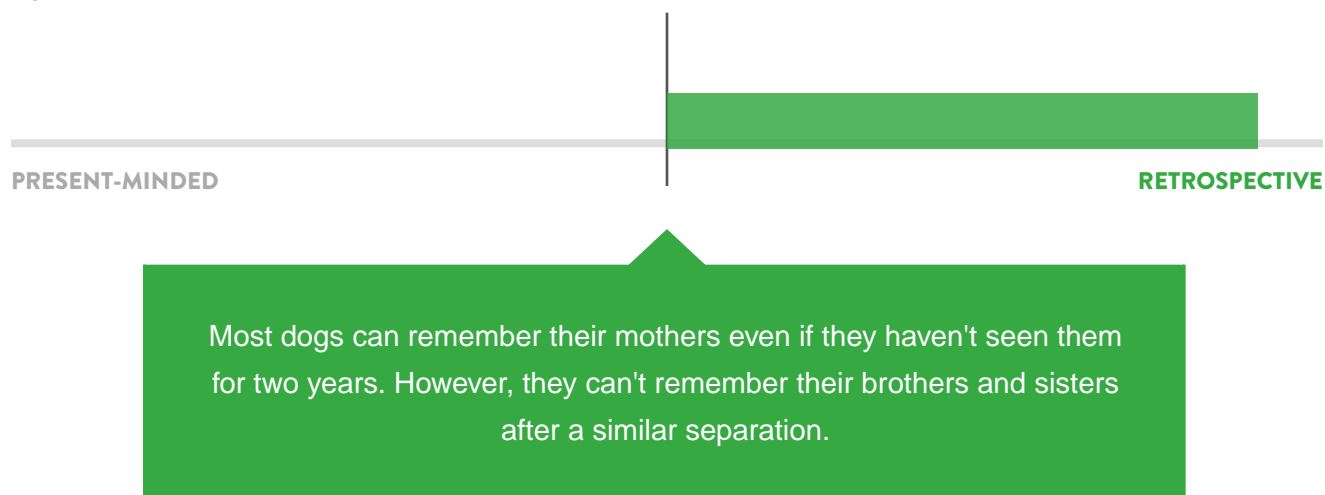 PRESENT-MINDED
RETROSPECTIVE
Most dogs can remember their mothers even if they haven't seen them
for two years. However, they can't remember their brothers and sisters
after a similar separation.